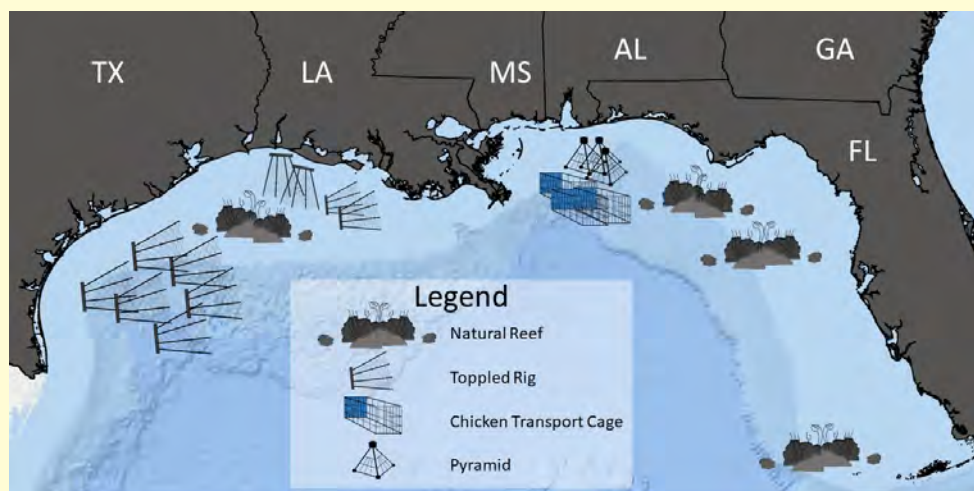 TX
LA
MS
AL
GA
FL
Legend
Natural Reef
Toppled Rig
Chicken Transport Cage
Pyramid